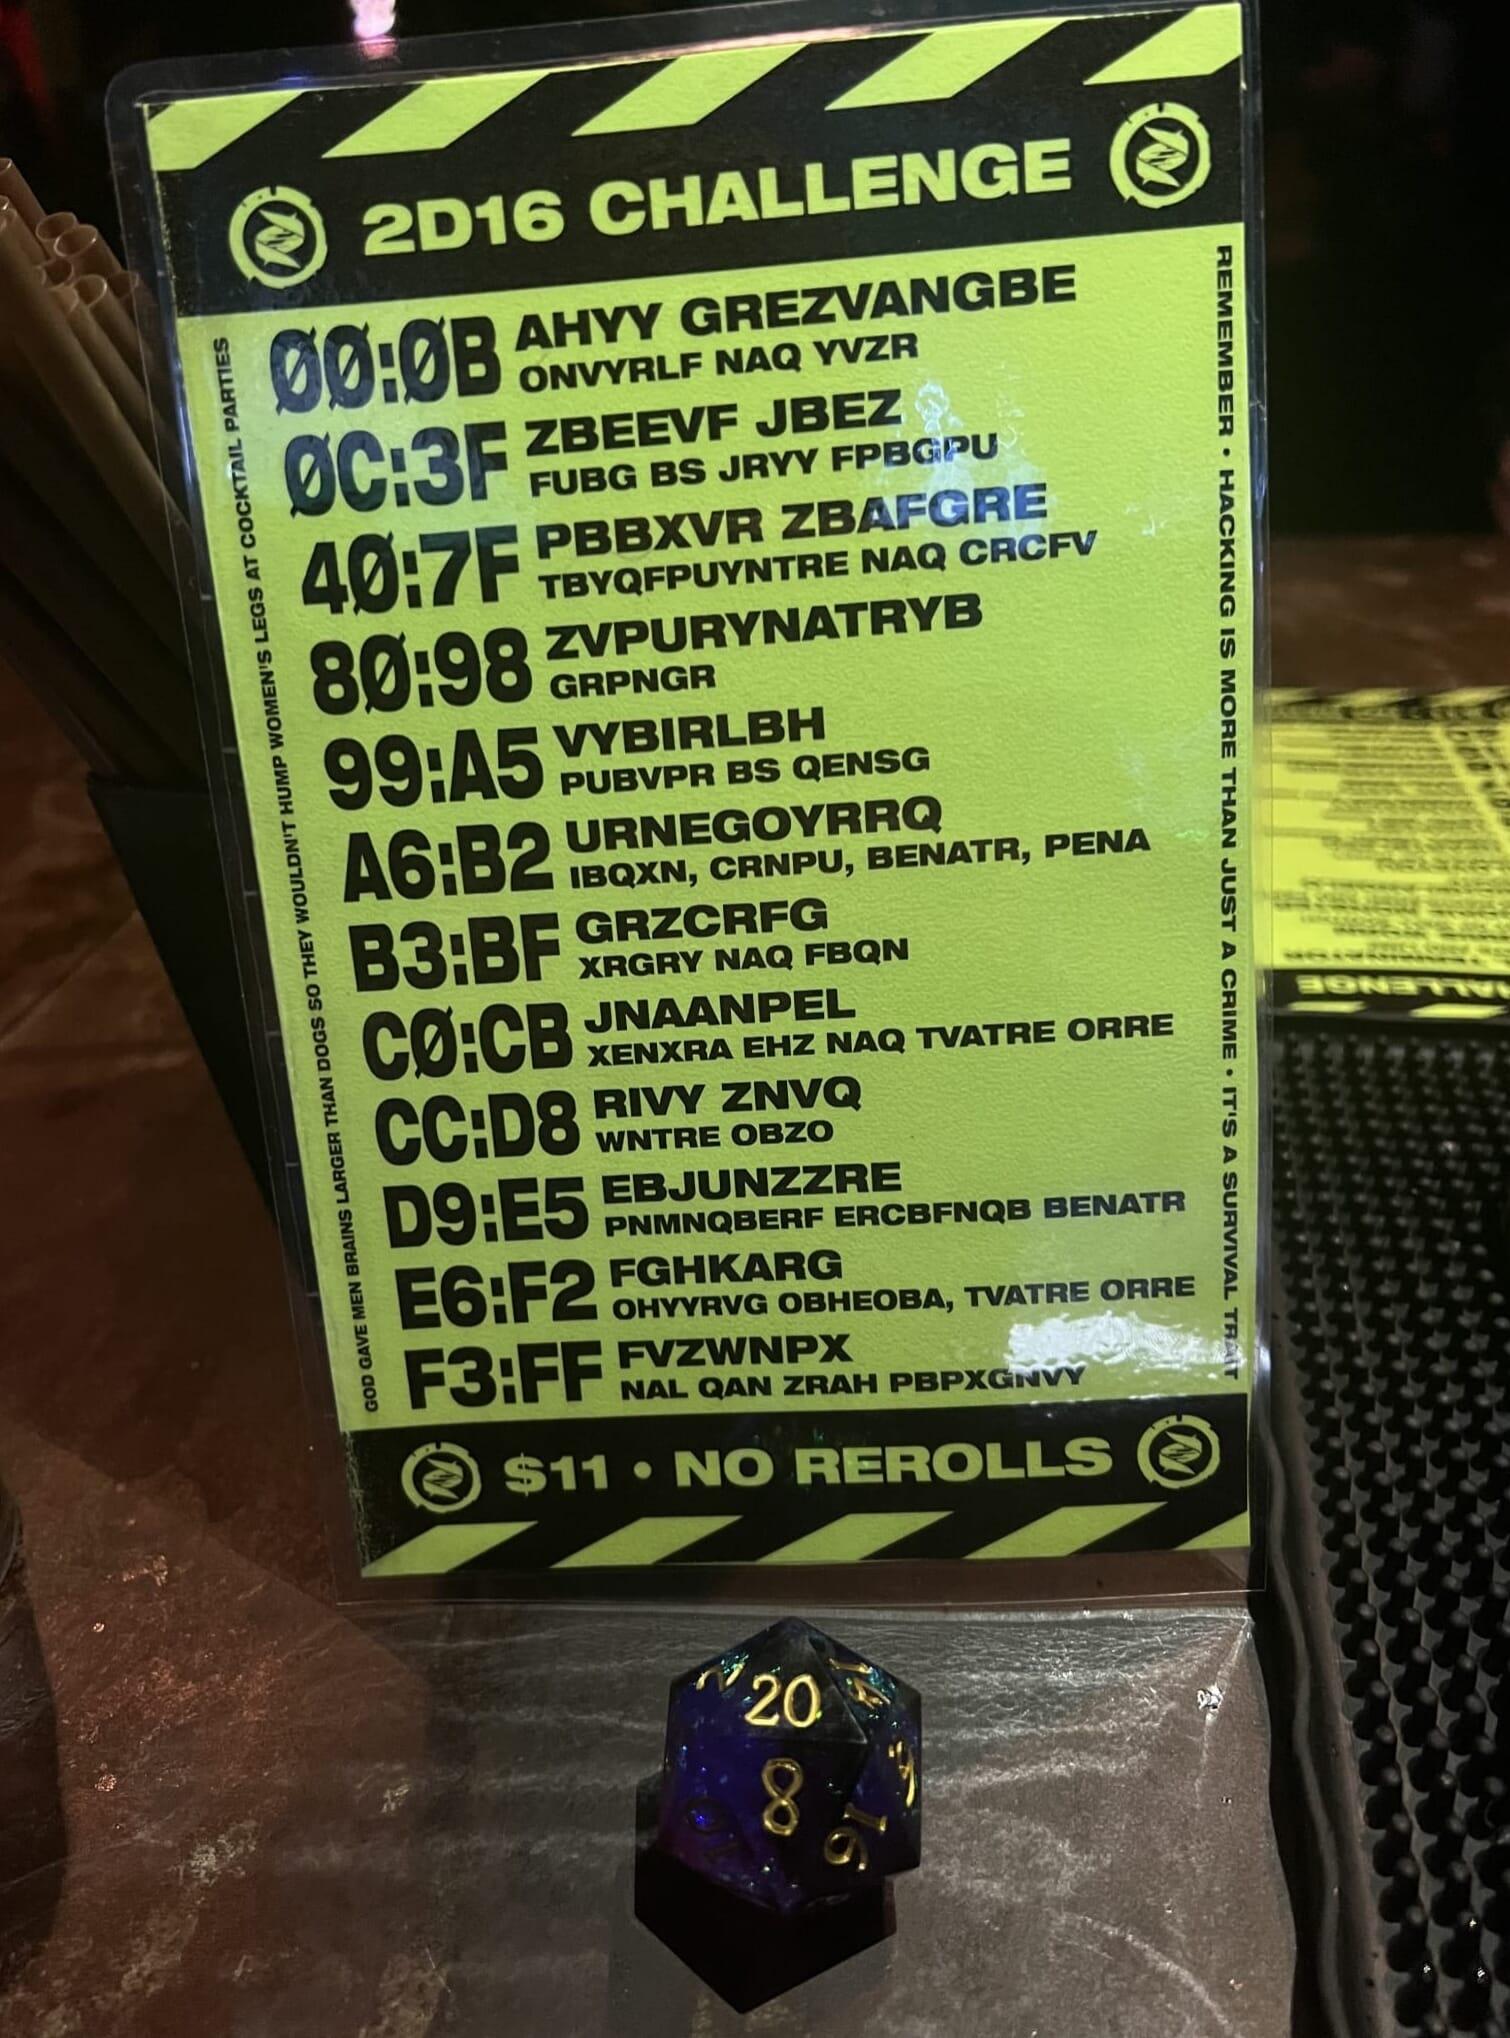 2D16 CHALLENGE
00:0B AHYY GREZVANGBE
ONVYRLF NAQ YVZR
0C:3F ZBEEVF JBEZ
FUBG BS JRYY FPBGPU
40:7F PBBXVR ZBAFGRE
TBYQFPUYNTRE NAQ CRCFV
80:98 ZVPURYNATRYB
GRPNGR
99:A5 VYBIRLBH
PUBVPR BS QENSG
A6:B2 URNEGOYRRQ
IBQXN, CRNPU, BENATR, PENA
B3:BF GRZCRFG
XRGRY NAQ FBQN
C0:CB JNAANPEL
XENXRA EHZ NAQ TVATRE ORRE
CC:D8 RIVY ZNVQ
WNTRE OBZO
D9:E5 EBJUNZZRE
PNMNQBERF ERCBFNQB BENATR
E6:F2 FGHKARG
OHYYRVG OBHEOBA, TVATRE ORRE
F3:FF FVZWNPX
NAL QAN ZRAH PBPXGNVY
GOD GAVE MEN BRAINS LARGER THAN DOGS SO THEY WOULDN'T HUMP WOMEN'S LEGS AT COCKTAIL PARTIES
REMEMBER • HACKING IS MORE THAN JUST A CRIME • IT'S A SURVIVAL TRAIT
$11 • NO REROLLS
20
8
16